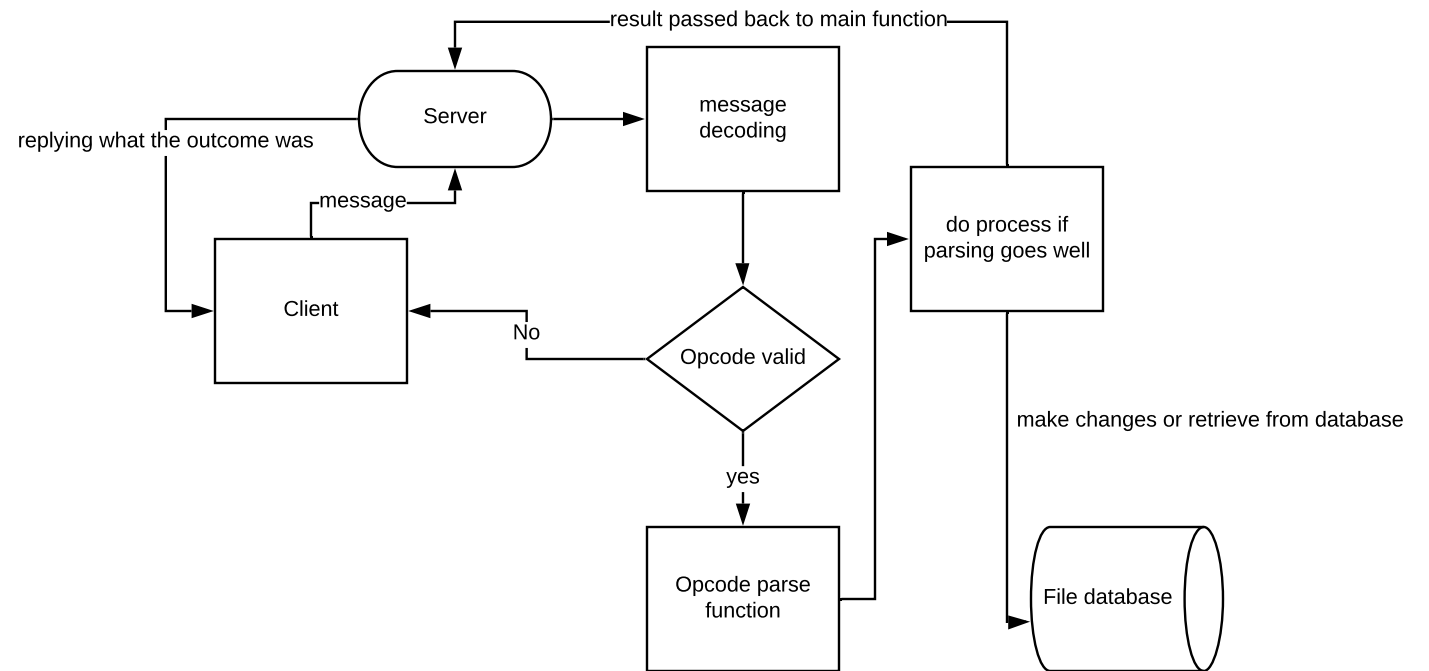 result passed back to main function
Server
message
decoding
replying what the outcome was
message
do process if
parsing goes well
Client
No
Opcode valid
make changes or retrieve from database
yes
Opcode parse
function
File database